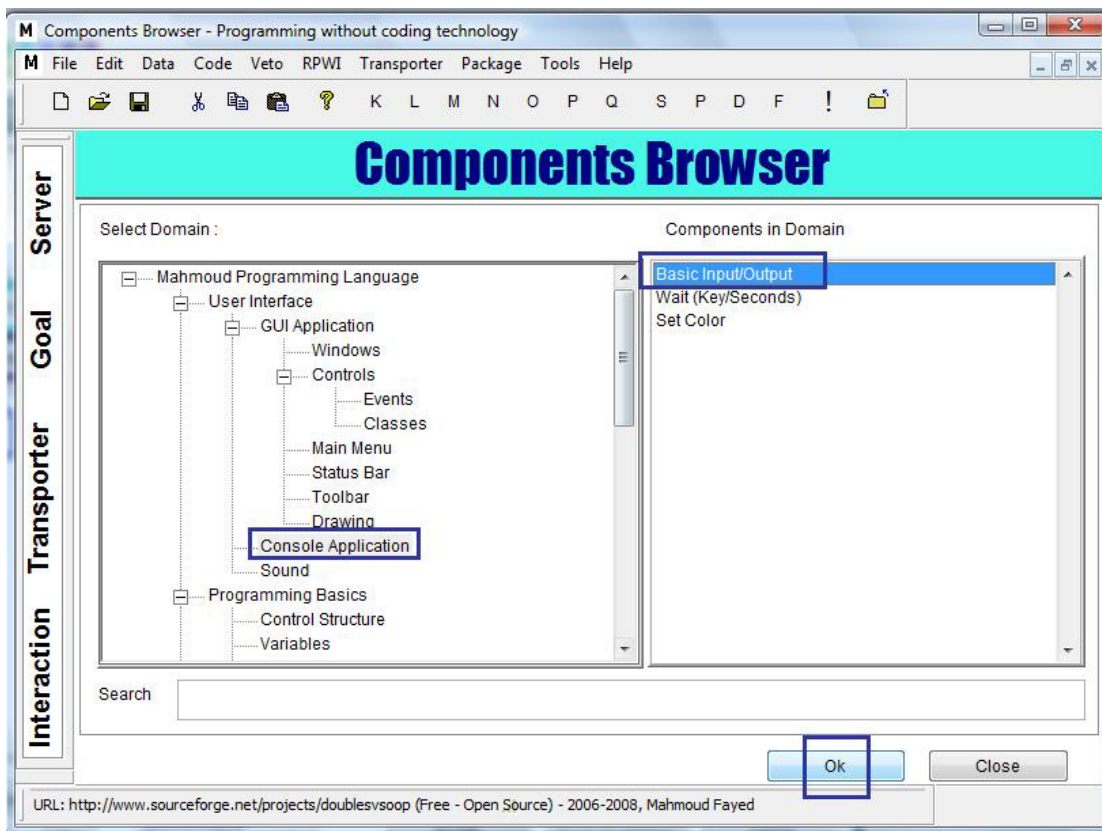 M Components Browser - Programming without coding technology
M File Edit Data Code Veto RPWI Transporter Package Tools Help
K L M N O P Q S P D F !
Components Browser
Server
Goal
Transporter
Interaction
Select Domain :
Mahmoud Programming Language
User Interface
GUI Application
Windows
Controls
Events
Classes
Main Menu
Status Bar
Toolbar
Drawing
Console Application
Sound
Programming Basics
Control Structure
Variables
Components in Domain
Basic Input/Output
Wait (Key/Seconds)
Set Color
Search
Ok Close
URL: http://www.sourceforge.net/projects/doublesvsoop (Free - Open Source) - 2006-2008, Mahmoud Fayed